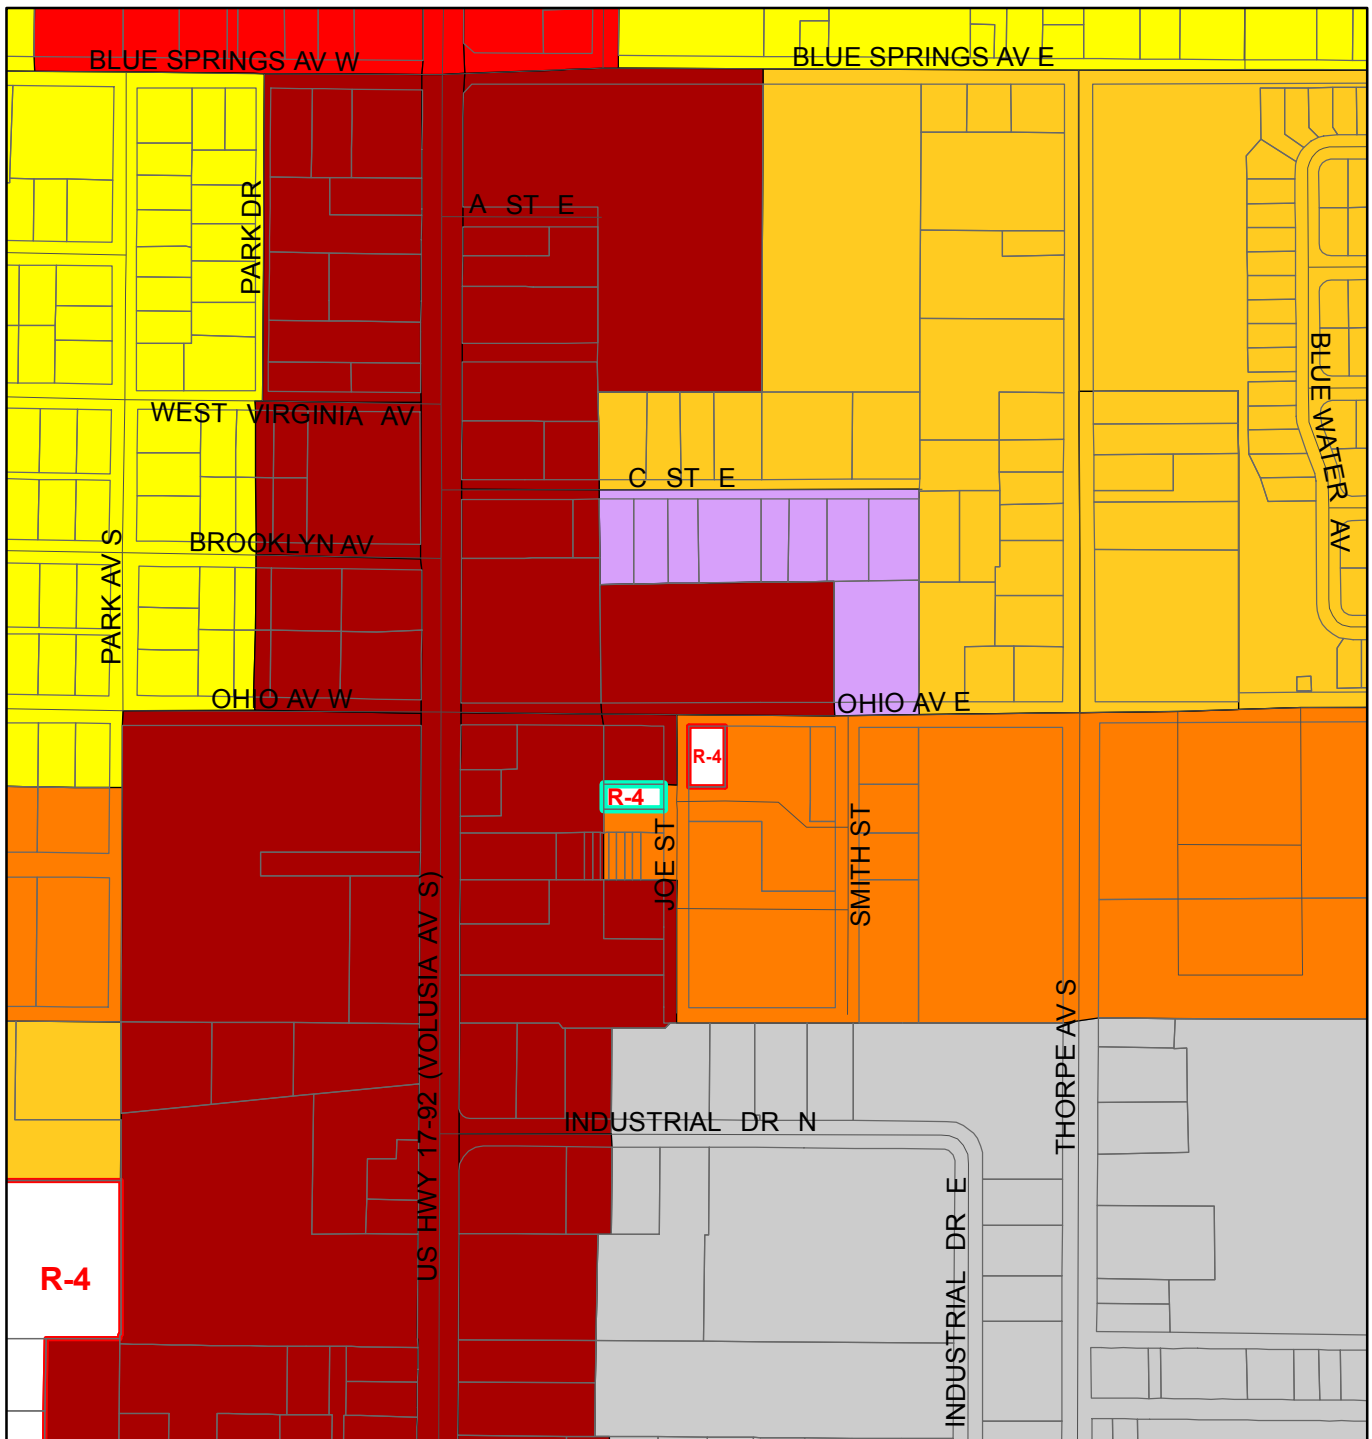 BLUE SPRINGS AV W
BLUE SPRINGS AV E
PARK DR
A ST E
BLUE WATER AV
WEST VIRGINIA AV
C ST E
PARK AV S
BROOKLYN AV
OHIO AV W
OHIO AV E
R-4
R-4
JOE ST
SMITH ST
US HWY 17-92 (VOLUSIA AV S)
THORPE AV S
INDUSTRIAL DR N
INDUSTRIAL DR E
R-4